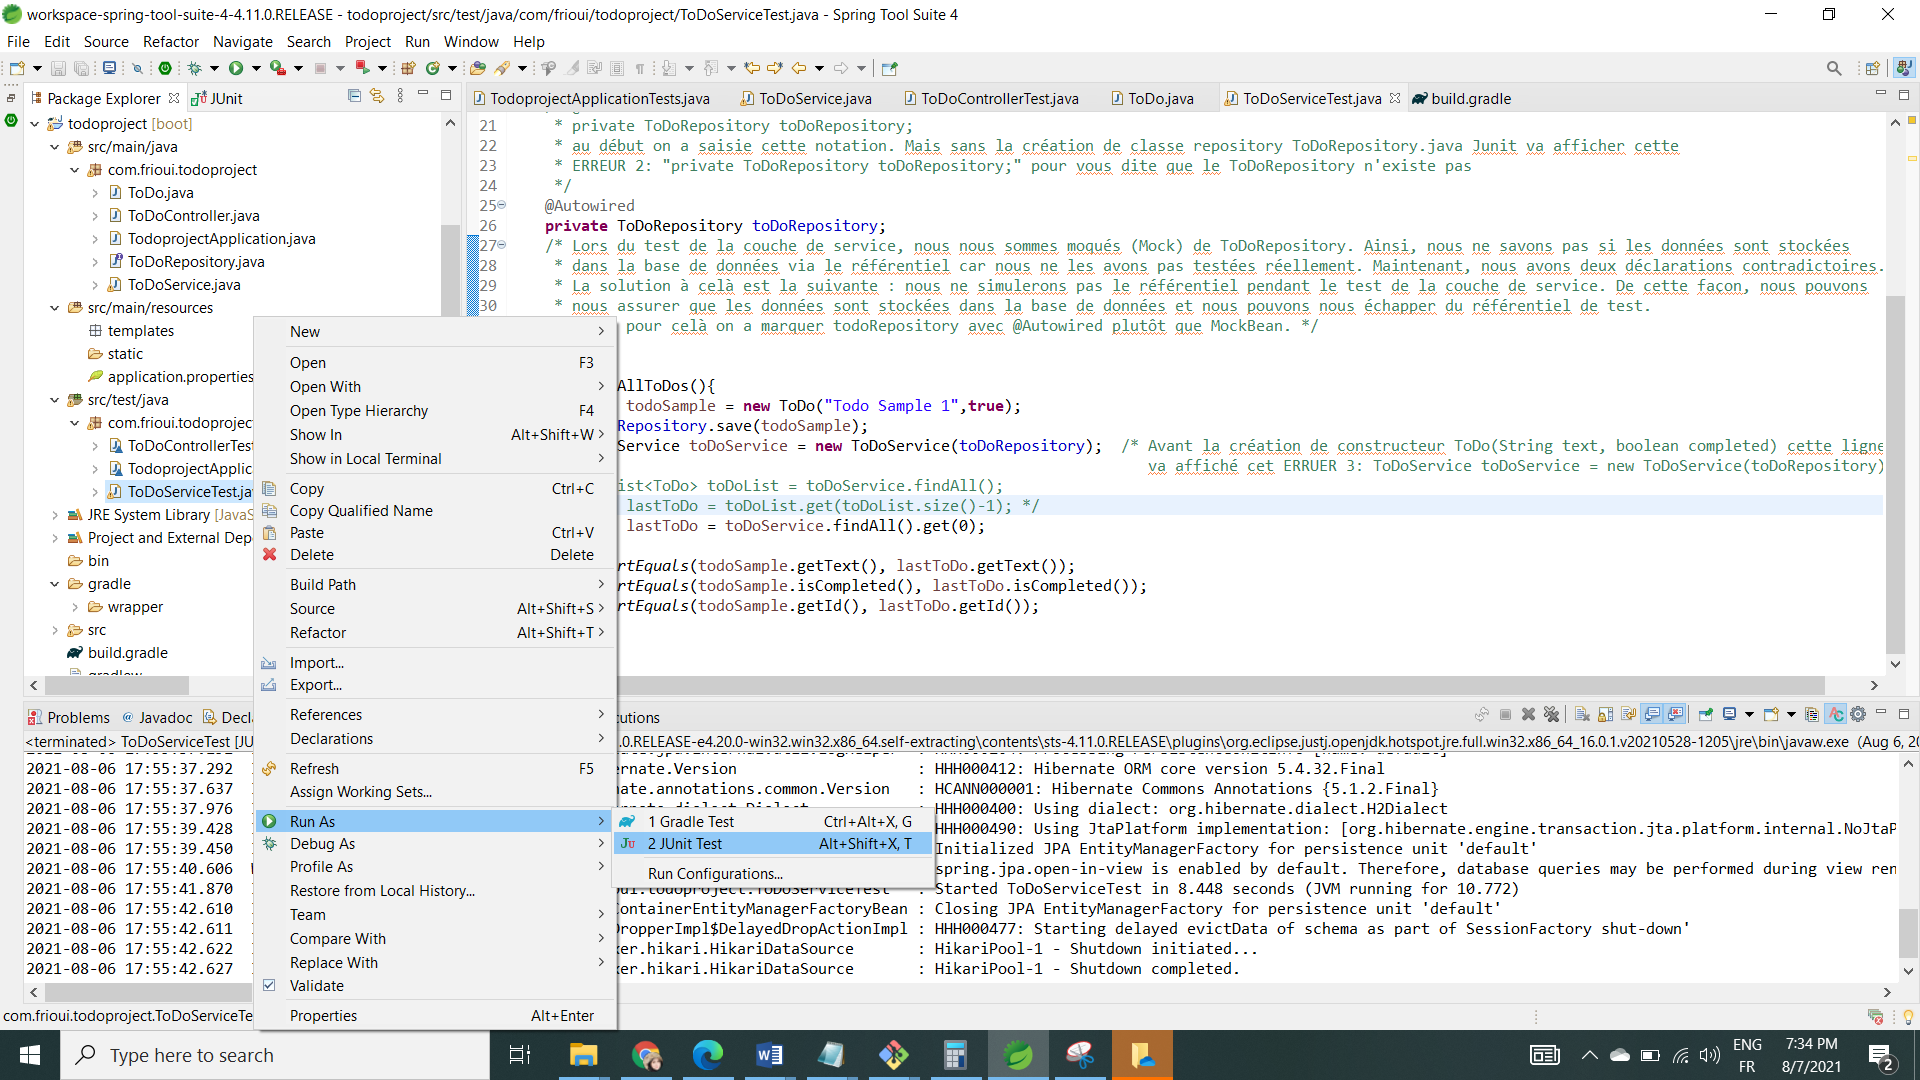 workspace-spring-tool-suite-4-4.11.0.RELEASE - todoproject/src/test/java/com/frioui/todoproject/ToDoServiceTest.java - Spring Tool Suite 4
File Edit Source Refactor Navigate Search Project Run Window Help
Package Explorer JUnit
TodoprojectApplicationTests.java ToDoService.java ToDoControllerTest.java ToDo.java ToDoServiceTest.java build.gradle
todoproject [boot]
src/main/java
com.frioui.todoproject
ToDo.java
ToDoController.java
TodoprojectApplication.java
ToDoRepository.java
ToDoService.java
src/main/resources
templates
static
application.properties
src/test/java
com.frioui.todoprojec
ToDoControllerTest
TodoprojectApplic
ToDoServiceTest.jav
JRE System Library [JavaS
Project and External Dep
bin
gradle
wrapper
src
build.gradle
21 * private ToDoRepository toDoRepository;
22 * au début on a saisie cette notation. Mais sans la création de classe repository ToDoRepository.java Junit va afficher cette
23 * ERREUR 2: "private ToDoRepository toDoRepository;" pour vous dite que le ToDoRepository n'existe pas
24 */
25 @Autowired
26 private ToDoRepository toDoRepository;
27 /* Lors du test de la couche de service, nous nous sommes moqués (Mock) de ToDoRepository. Ainsi, nous ne savons pas si les données sont stockées
28 * dans la base de données via le référentiel car nous ne les avons pas testées réellement. Maintenant, nous avons deux déclarations contradictoires.
29 * La solution à celà est la suivante : nous ne simulerons pas le référentiel pendant le test de la couche de service. De cette façon, nous pouvons
30 * nous assurer que les données sont stockées dans la base de données et nous pouvons nous échapper du référentiel de test.
pour celà on a marquer todoRepository avec @Autowired plutôt que MockBean. */
AllToDos(){
todoSample = new ToDo("Todo Sample 1",true);
Repository.save(todoSample);
Service toDoService = new ToDoService(toDoRepository); /* Avant la création de constructeur ToDo(String text, boolean completed) cette ligne
va affiché cet ERRUER 3: ToDoService toDoService = new ToDoService(toDoRepository)
st<ToDo> toDoList = toDoService.findAll();
lastToDo = toDoList.get(toDoList.size()-1); */
lastToDo = toDoService.findAll().get(0);
rtEquals(todoSample.getText(), lastToDo.getText());
rtEquals(todoSample.isCompleted(), lastToDo.isCompleted());
rtEquals(todoSample.getId(), lastToDo.getId());
New
Open F3
Open With
Open Type Hierarchy F4
Show In Alt+Shift+W
Show in Local Terminal
Copy Ctrl+C
Copy Qualified Name
Paste Ctrl+V
Delete Delete
Build Path
Source Alt+Shift+S
Refactor Alt+Shift+T
Import...
Export...
References
Declarations
Refresh F5
Assign Working Sets...
Run As
Debug As
Profile As
Restore from Local History...
Team
Compare With
Replace With
Validate
Properties Alt+Enter
1 Gradle Test Ctrl+Alt+X, G
2 JUnit Test Alt+Shift+X, T
Run Configurations...
Problems @ Javadoc Decla cutions
<terminated> ToDoServiceTest [JU .0.RELEASE-e4.20.0-win32.win32.x86_64.self-extracting\contents\sts-4.11.0.RELEASE\plugins\org.eclipse.justj.openjdk.hotspot.jre.full.win32.x86_64_16.0.1.v20210528-1205\jre\bin\javaw.exe (Aug 6, 20
2021-08-06 17:55:37.292 ernate.Version : HHH000412: Hibernate ORM core version 5.4.32.Final
2021-08-06 17:55:37.637 nate.annotations.common.Version : HCANN000001: Hibernate Commons Annotations {5.1.2.Final}
2021-08-06 17:55:37.976 : HHH000400: Using dialect: org.hibernate.dialect.H2Dialect
2021-08-06 17:55:39.428 : HHH000490: Using JtaPlatform implementation: [org.hibernate.engine.transaction.jta.platform.internal.NoJtaP
2021-08-06 17:55:39.450 Initialized JPA EntityManagerFactory for persistence unit 'default'
2021-08-06 17:55:40.606 spring.jpa.open-in-view is enabled by default. Therefore, database queries may be performed during view ren
2021-08-06 17:55:41.870 ui.todoproject.ToDoServiceTest : Started ToDoServiceTest in 8.448 seconds (JVM running for 10.772)
2021-08-06 17:55:42.610 ContainerEntityManagerFactoryBean : Closing JPA EntityManagerFactory for persistence unit 'default'
2021-08-06 17:55:42.611 DropperImpl$DelayedDropActionImpl : HHH000477: Starting delayed evictData of schema as part of SessionFactory shut-down'
2021-08-06 17:55:42.622 ker.hikari.HikariDataSource : HikariPool-1 - Shutdown initiated...
2021-08-06 17:55:42.627 ker.hikari.HikariDataSource : HikariPool-1 - Shutdown completed.
com.frioui.todoproject.ToDoServiceTe
Type here to search
ENG
FR
7:34 PM
8/7/2021
2